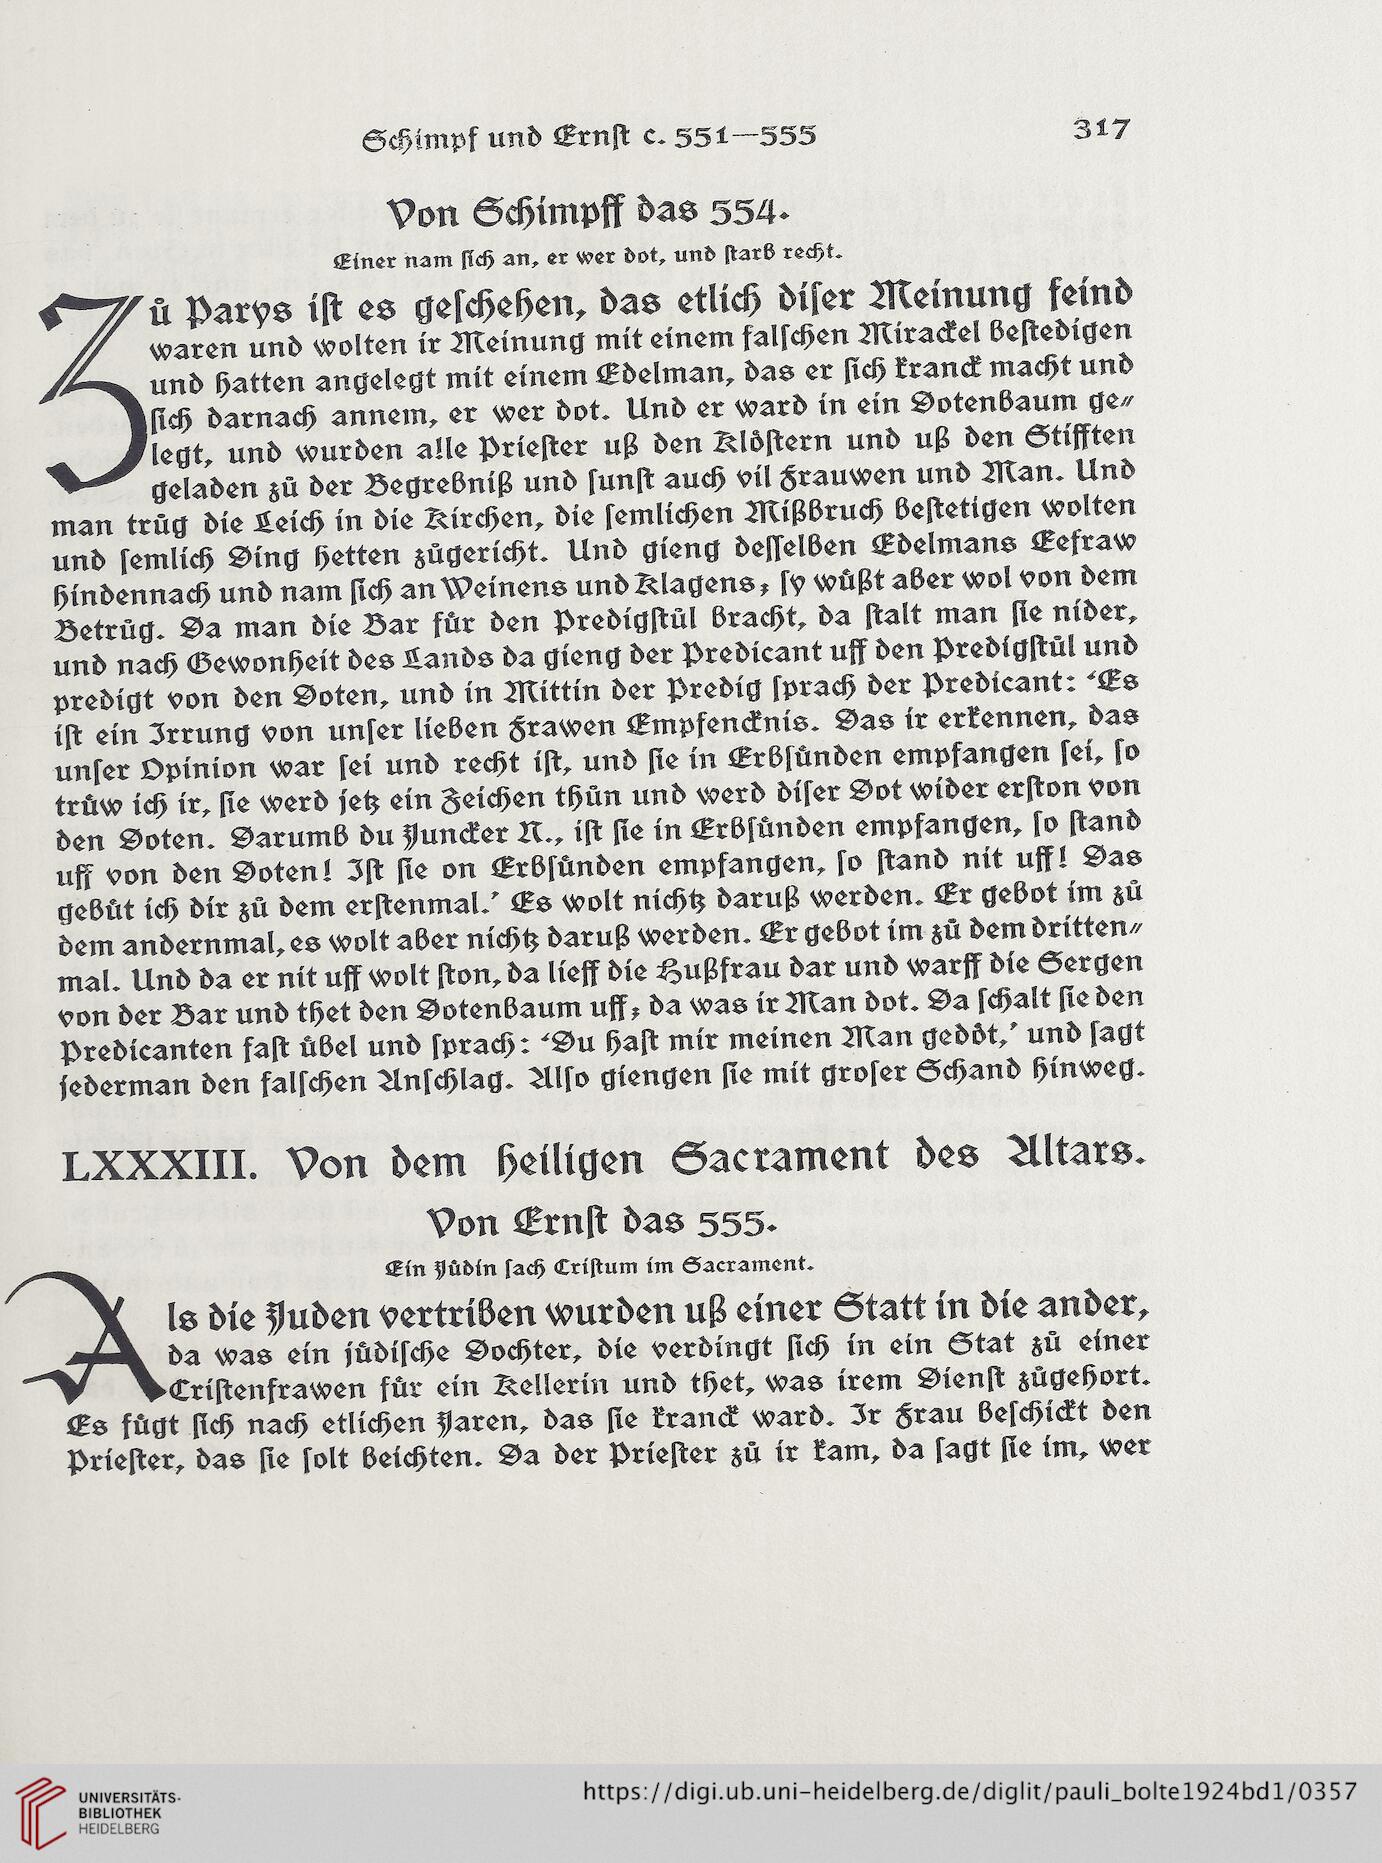 Schimpf und Ernst c. 551—555 317
Von Schimpff das 554.
Einer nam sich an, er wer dot, und starb recht.
Zů Parys ist es geschehen, das etlich diser Meinung feind
waren und wolten ir Meinung mit einem falschen Mirackel bestedigen
und hatten angelegt mit einem Edelman, das er sich kranck macht und
sich darnach annem, er wer dot. Und er ward in ein Dotenbaum ge⸗
legt, und wurden alle Priester uß den Klöstern und uß den Stifften
geladen zů der Begrebniß und sunst auch vil Frauwen und Man. Und
man trůg die Leich in die Kirchen, die semlichen Mißbruch bestetigen wolten
und semlich Ding hetten zůgericht. Und gieng desselben Edelmans Eefraw
hindennach und nam sich an Weinens und Klagens; sy wůßt aber wol von dem
Betrůg. Da man die Bar für den Predigstůl bracht, da stalt man sie nider,
und nach Gewonheit des Lands da gieng der Predicant uff den Predigstůl und
predigt von den Doten, und in Mittin der Predig sprach der Predicant: ‘Es
ist ein Irrung von unser lieben Frawen Empfencknis. Das ir erkennen, das
unser Opinion war sei und recht ist, und sie in Erbsünden empfangen sei, so
trůw ich ir, sie werd jetz ein Zeichen thůn und werd diser Dot wider erston von
den Doten. Darumb du Juncker N., ist sie in Erbsünden empfangen, so stand
uff von den Doten! Ist sie on Erbsünden empfangen, so stand nit uff! Das
gebüt ich dir zů dem erstenmal.’ Es wolt nichtz daruß werden. Er gebot im zů
dem andernmal, es wolt aber nichtz daruß werden. Er gebot im zů dem dritten⸗
mal. Und da er nit uff wolt ston, da lieff die Hußfrau dar und warff die Sergen
von der Bar und thet den Dotenbaum uff; da was ir Man dot. Da schalt sie den
Predicanten fast übel und sprach: ‘Du hast mir meinen Man gedöt,’ und sagt
jederman den falschen Anschlag. Also giengen sie mit groser Schand hinweg.
LXXXIII. Von dem heiligen Sacrament des Altars.
Von Ernst das 555.
Ein Jüdin sach Cristum im Sacrament.
Als die Juden vertriben wurden uß einer Statt in die ander,
da was ein jüdische Dochter, die verdingt sich in ein Stat zů einer
Cristenfrawen für ein Kellerin und thet, was irem Dienst zůgehort.
Es fügt sich nach etlichen Jaren, das sie kranck ward. Ir Frau beschickt den
Priester, das sie solt beichten. Da der Priester zů ir kam, da sagt sie im, wer
UNIVERSITÄTS-
BIBLIOTHEK
HEIDELBERG
https://digi.ub.uni-heidelberg.de/diglit/pauli_bolte1924bd1/0357